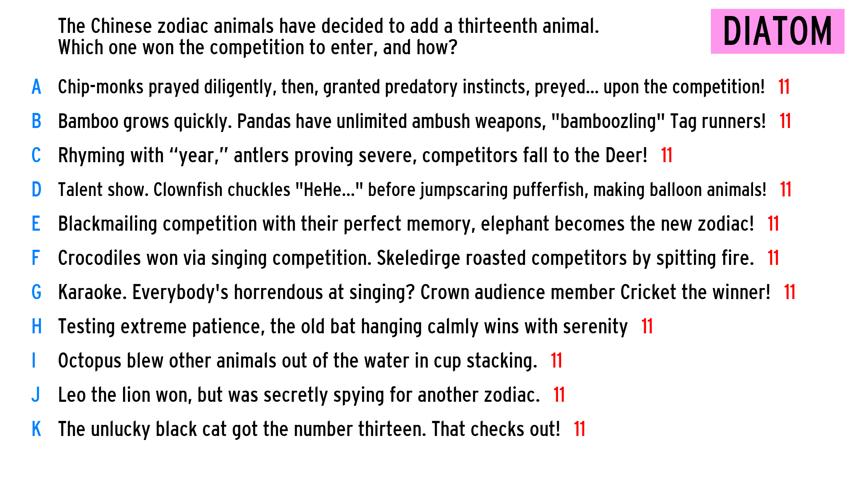 The Chinese zodiac animals have decided to add a thirteenth animal.
Which one won the competition to enter, and how?
DIATOM
A Chip-monks prayed diligently, then, granted predatory instincts, preyed... upon the competition! 11
B Bamboo grows quickly. Pandas have unlimited ambush weapons, "bamboozling" Tag runners! 11
C Rhyming with “year,” antlers proving severe, competitors fall to the Deer! 11
D Talent show. Clownfish chuckles "HeHe..." before jumpscaring pufferfish, making balloon animals! 11
E Blackmailing competition with their perfect memory, elephant becomes the new zodiac! 11
F Crocodiles won via singing competition. Skeledirge roasted competitors by spitting fire. 11
G Karaoke. Everybody's horrendous at singing? Crown audience member Cricket the winner! 11
H Testing extreme patience, the old bat hanging calmly wins with serenity 11
I Octopus blew other animals out of the water in cup stacking. 11
J Leo the lion won, but was secretly spying for another zodiac. 11
K The unlucky black cat got the number thirteen. That checks out! 11